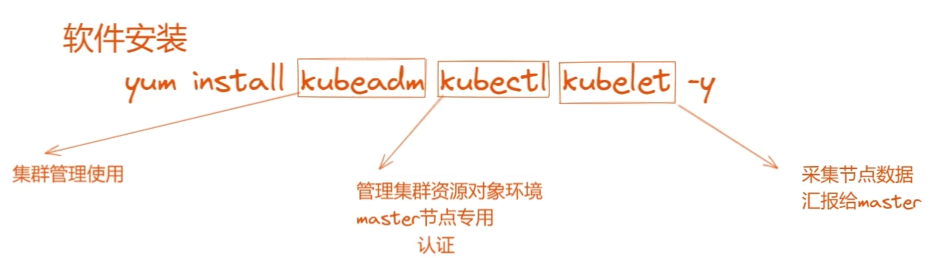 软件安装
yum install kubeadm kubectl kubelet -y
集群管理使用
管理集群资源对象环境
master节点专用
认证
采集节点数据
汇报给master